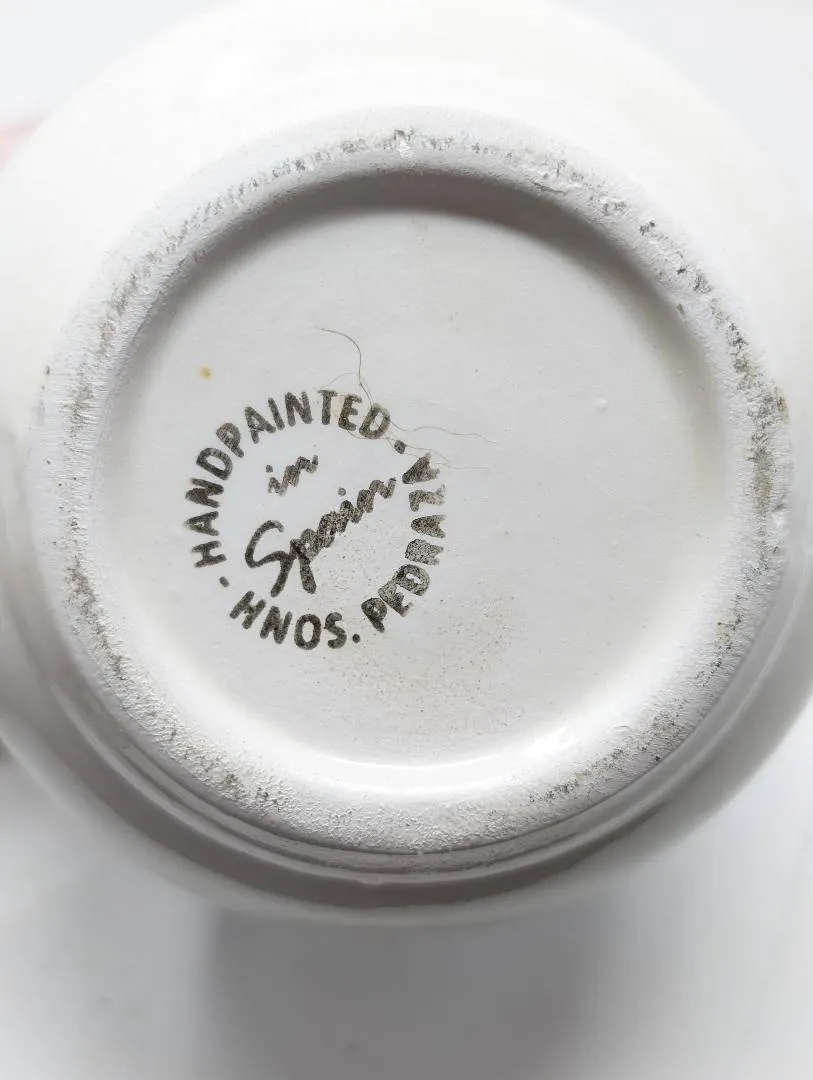 HANDPAINTED.
in
Spain
HNOS. PEDRAZA